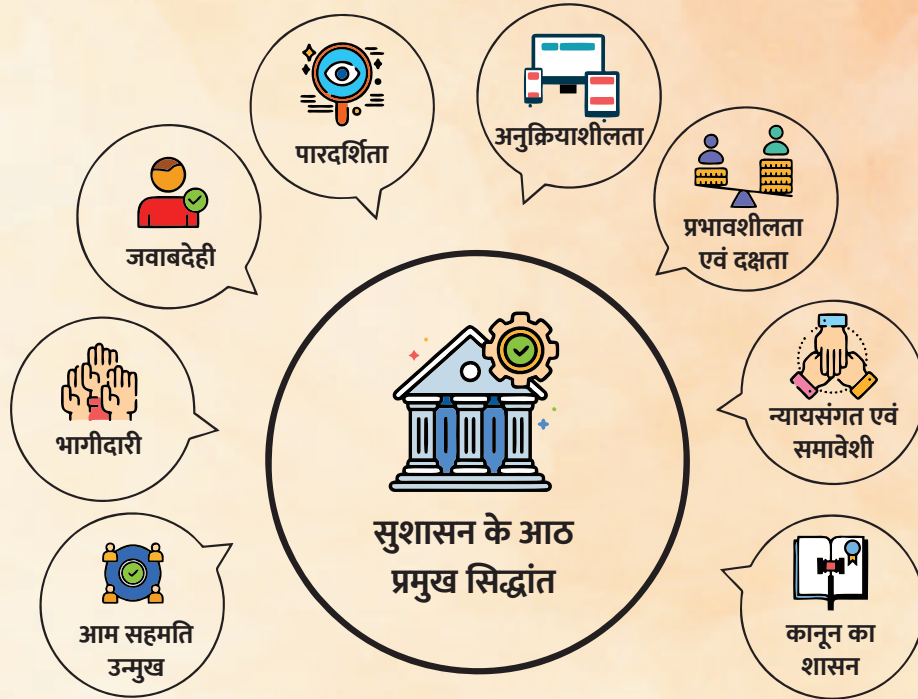 पारदर्शिता
अनुक्रियाशीलता
जवाबदेही
प्रभावशीलता
एवं दक्षता
भागीदारी
न्यायसंगत एवं
समावेशी
सुशासन के आठ
प्रमुख सिद्धांत
आम सहमति
उन्मुख
कानून का
शासन